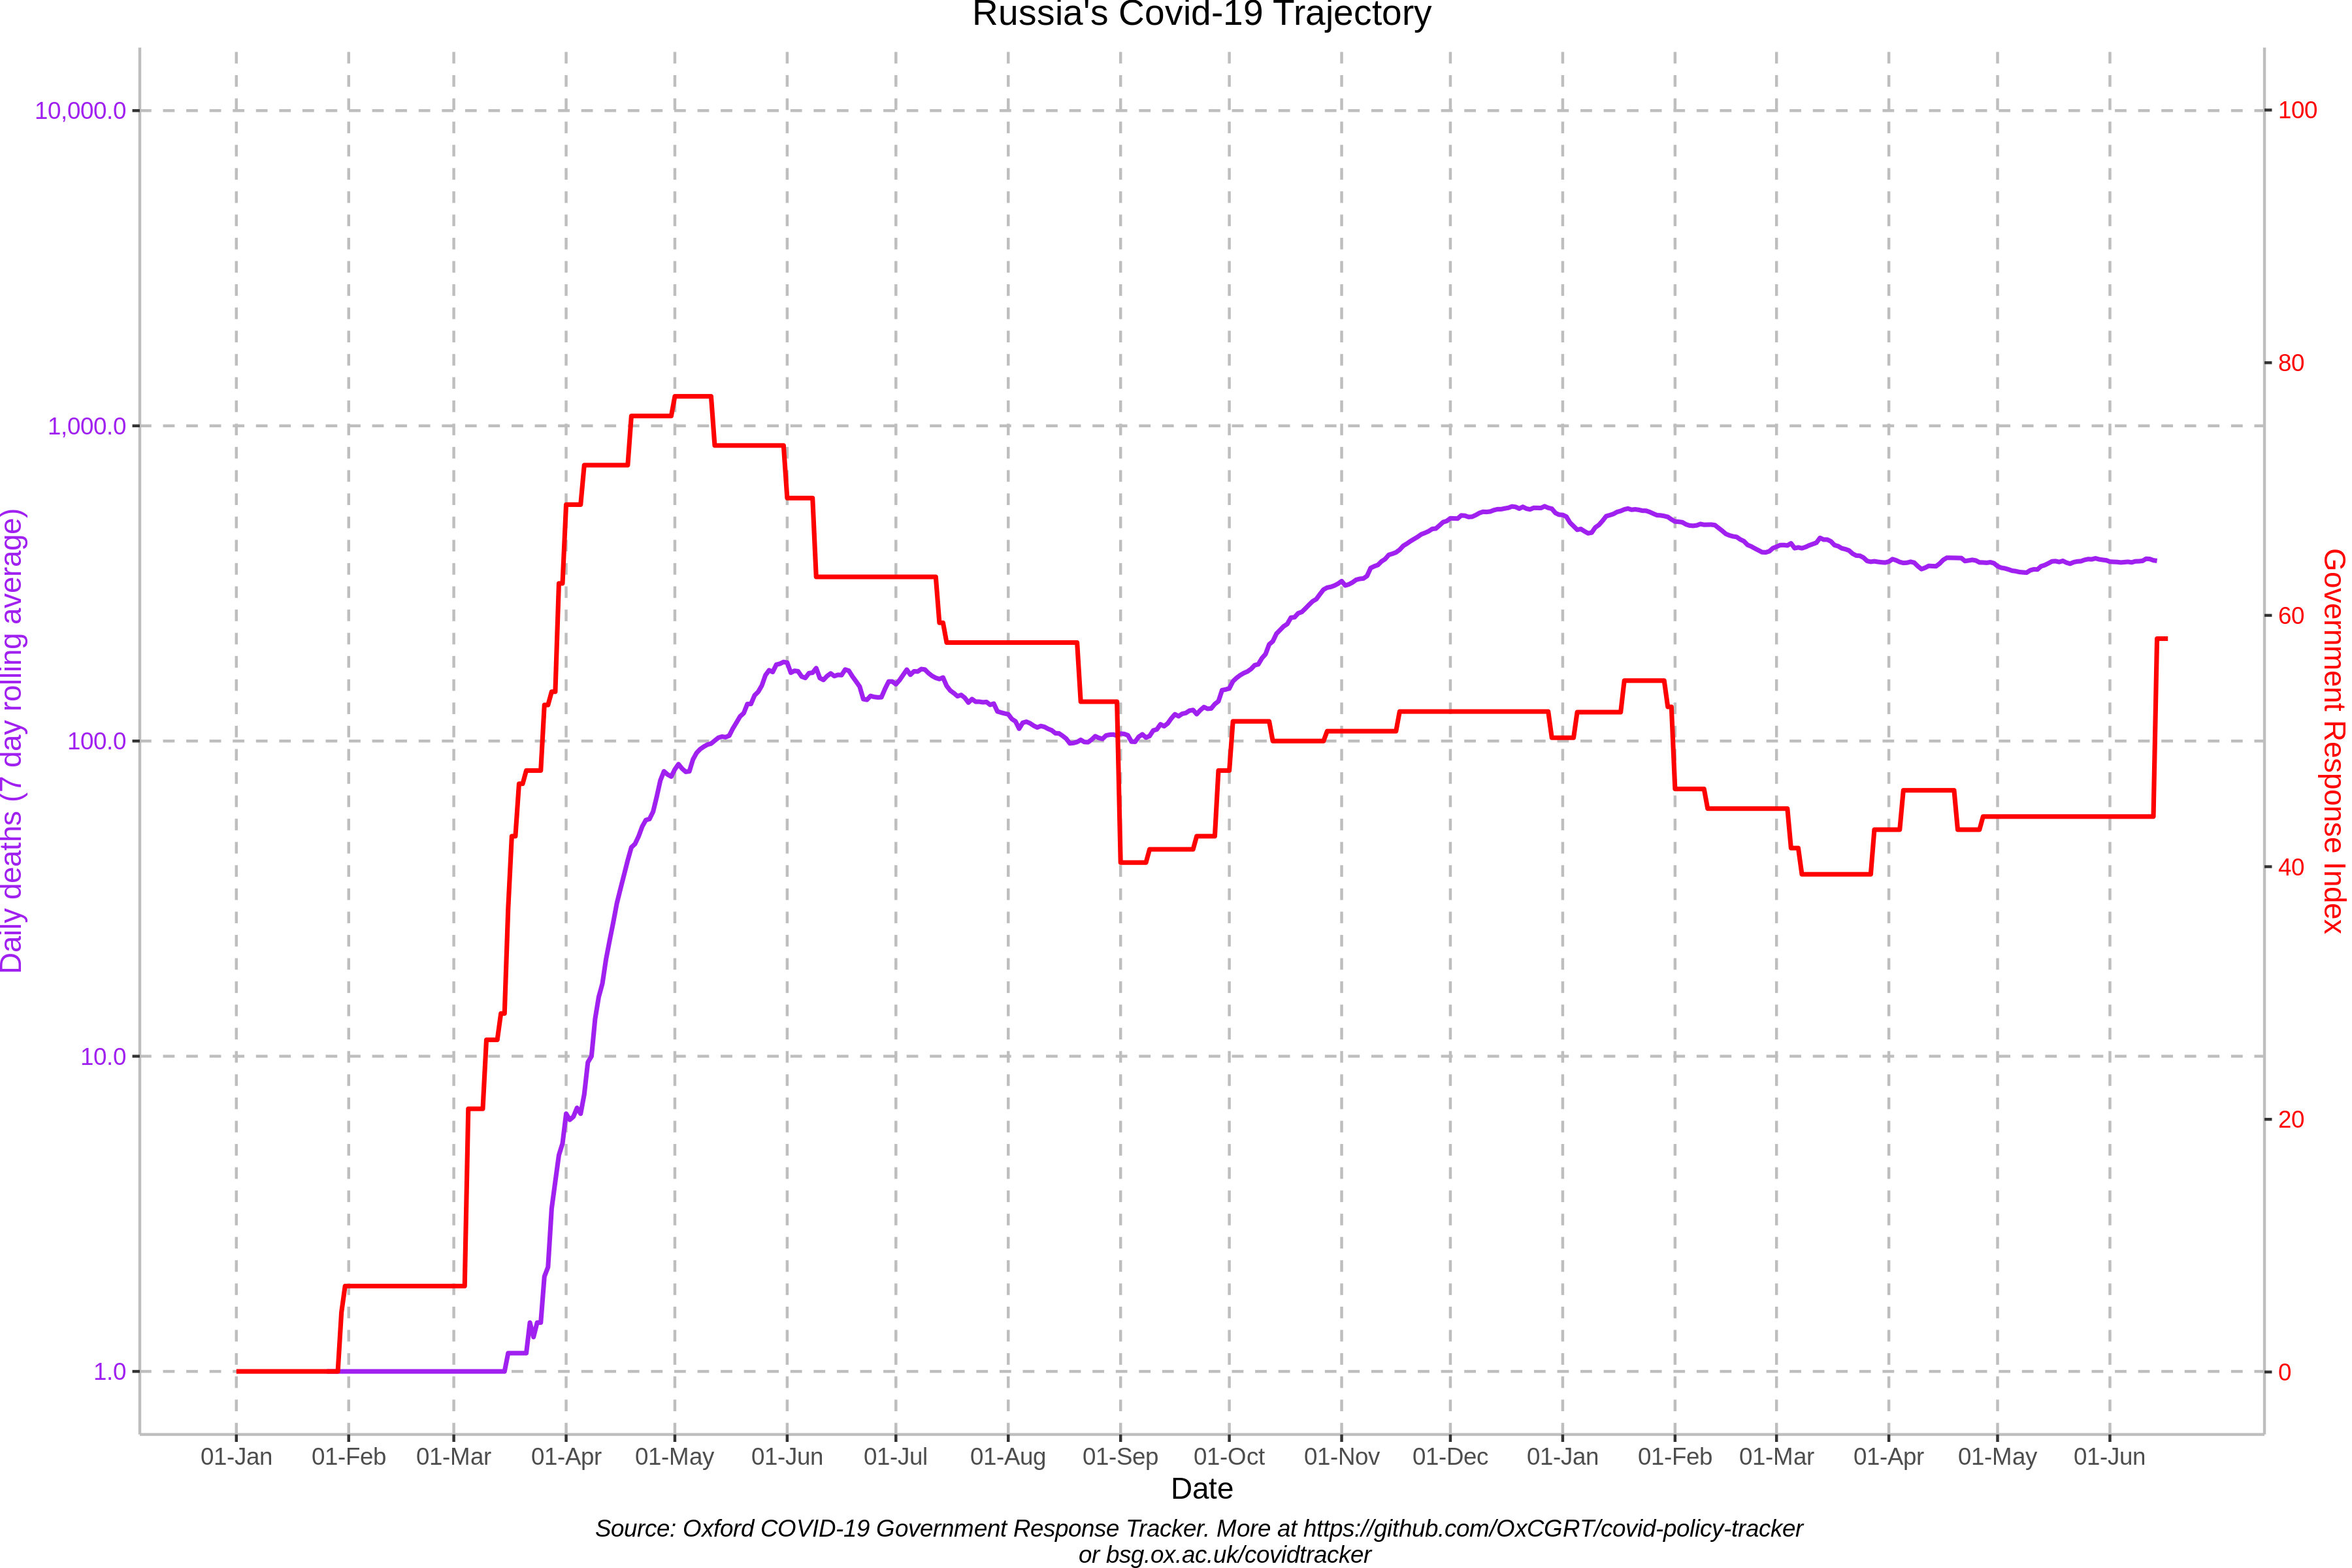 Russia's Covid-19 Trajectory
10,000.0
1,000.0
100.0
10.0
1.0
Daily deaths (7 day rolling average)
100
80
60
40
20
0
Government Response Index
01-Jan 01-Feb 01-Mar 01-Apr 01-May 01-Jun 01-Jul 01-Aug 01-Sep 01-Oct 01-Nov 01-Dec 01-Jan 01-Feb 01-Mar 01-Apr 01-May 01-Jun
Date
Source: Oxford COVID-19 Government Response Tracker. More at https://github.com/OxCGRT/covid-policy-tracker
or bsg.ox.ac.uk/covidtracker